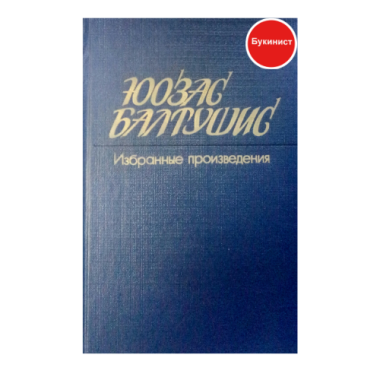 Букинист
ЮОЗАС
БАЛТУШИС
Избранные произведения